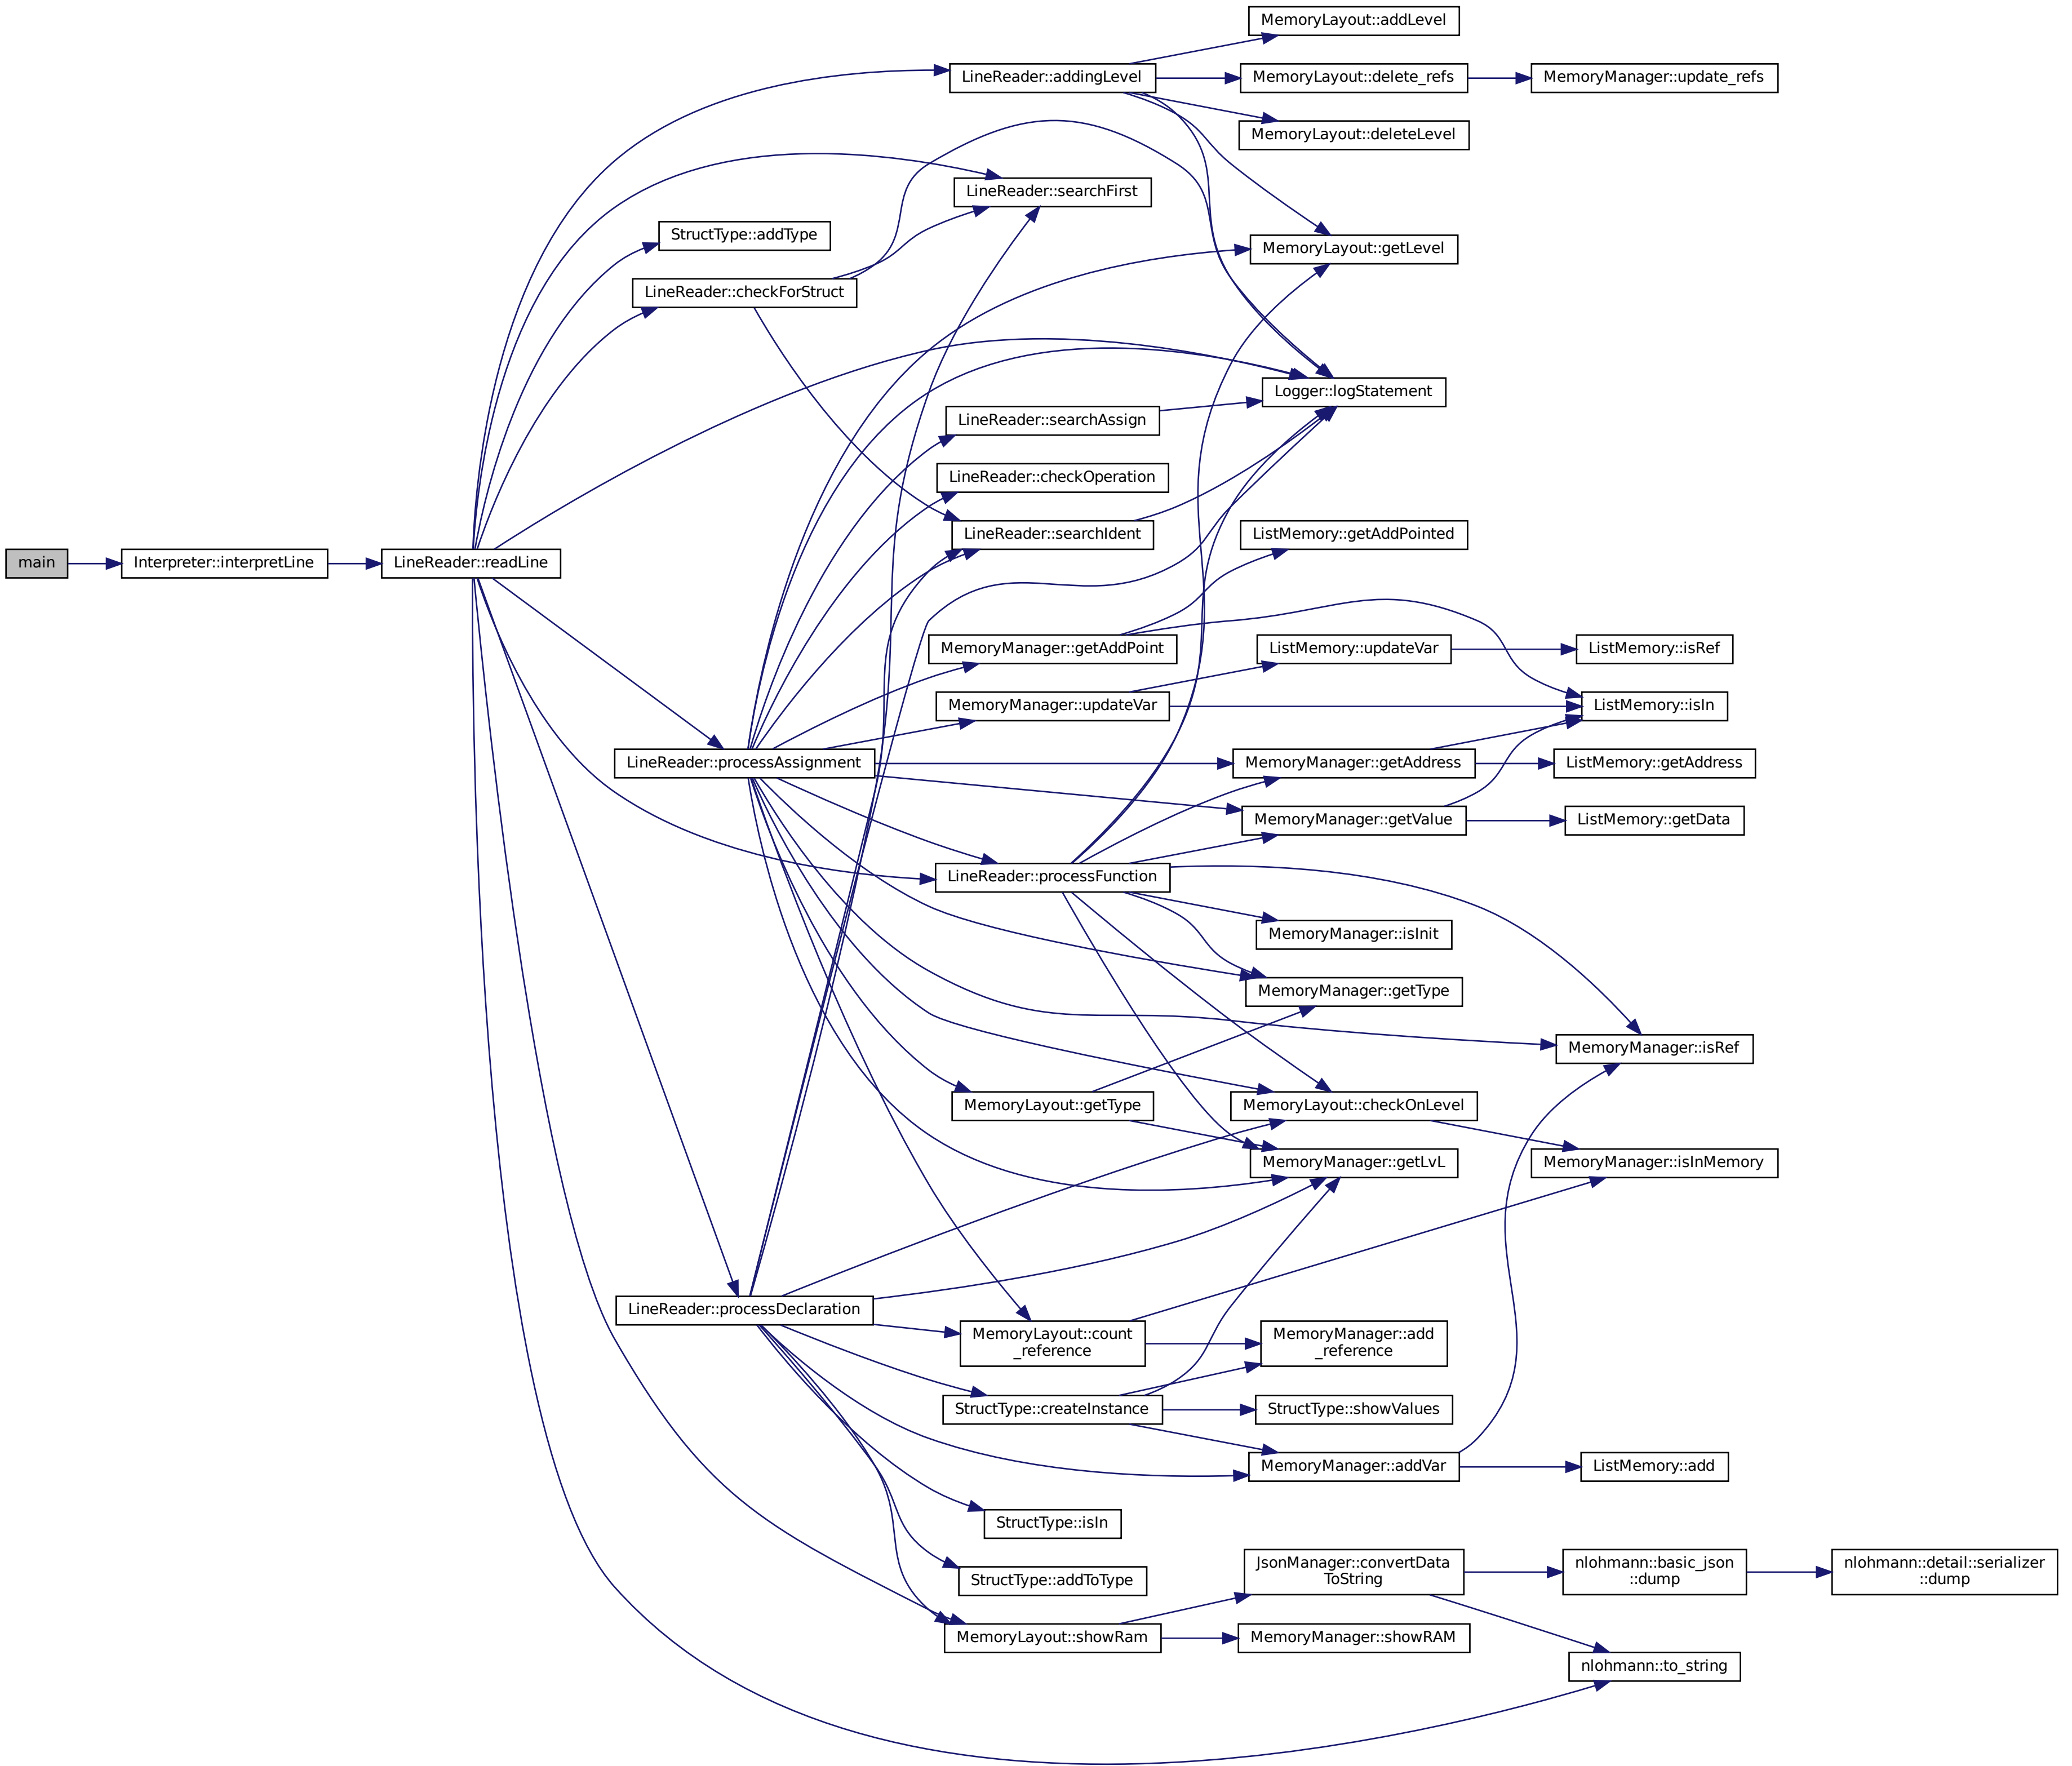 MemoryLayout::addLevel
LineReader::addingLevel
MemoryLayout::delete_refs
MemoryManager::update_refs
MemoryLayout::deleteLevel
LineReader::searchFirst
StructType::addType
MemoryLayout::getLevel
LineReader::checkForStruct
Logger::logStatement
LineReader::searchAssign
LineReader::checkOperation
LineReader::searchIdent
ListMemory::getAddPointed
main
Interpreter::interpretLine
LineReader::readLine
MemoryManager::getAddPoint
ListMemory::updateVar
ListMemory::isRef
MemoryManager::updateVar
ListMemory::isIn
LineReader::processAssignment
MemoryManager::getAddress
ListMemory::getAddress
MemoryManager::getValue
ListMemory::getData
LineReader::processFunction
MemoryManager::isInit
MemoryManager::getType
MemoryManager::isRef
MemoryLayout::getType
MemoryLayout::checkOnLevel
MemoryManager::getLvL
MemoryManager::isInMemory
LineReader::processDeclaration
MemoryLayout::count
_reference
MemoryManager::add
_reference
StructType::createInstance
StructType::showValues
MemoryManager::addVar
ListMemory::add
StructType::isIn
StructType::addToType
JsonManager::convertData
ToString
nlohmann::basic_json
::dump
nlohmann::detail::serializer
::dump
MemoryLayout::showRam
MemoryManager::showRAM
nlohmann::to_string